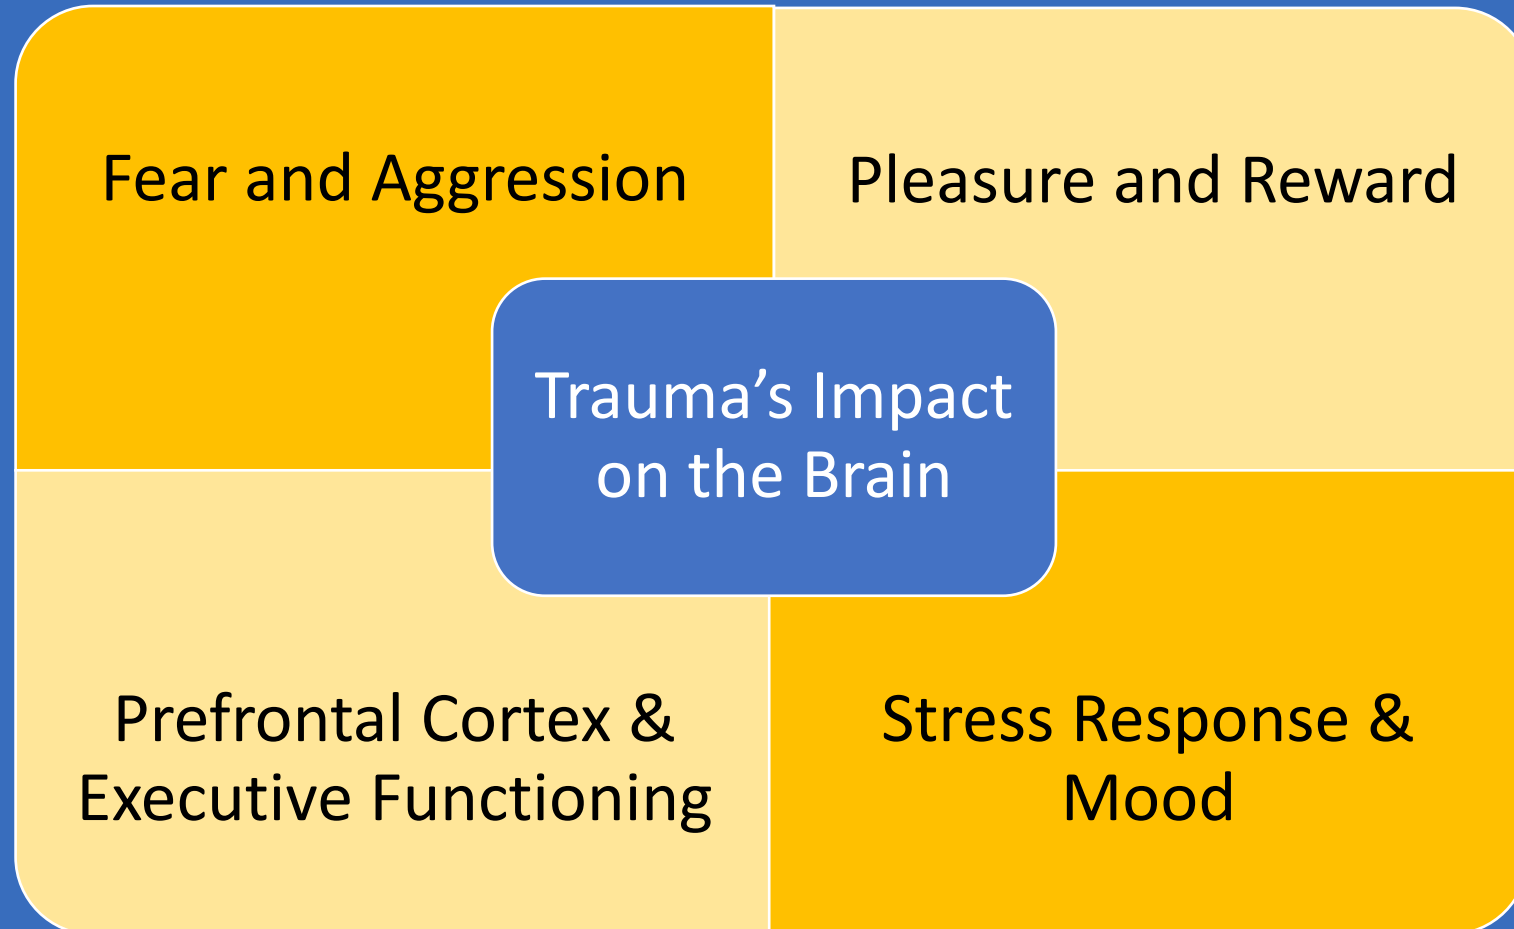 Fear and Aggression
Pleasure and Reward
Trauma’s Impact
on the Brain
Prefrontal Cortex &
Executive Functioning
Stress Response &
Mood